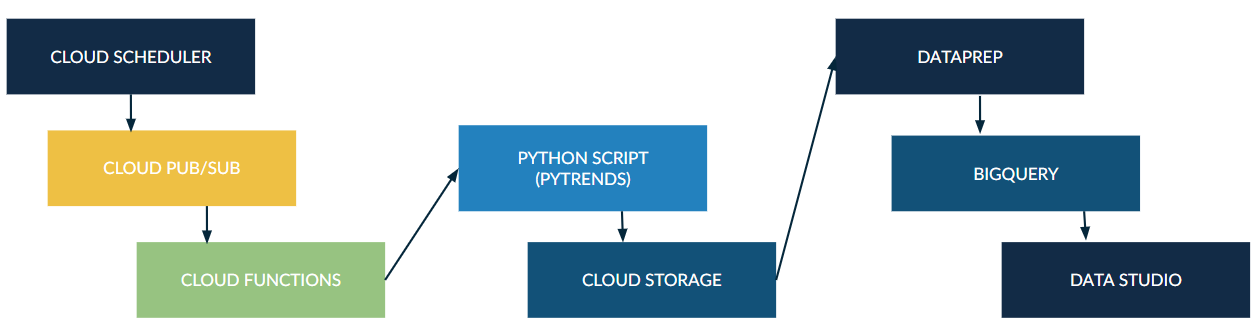 CLOUD SCHEDULER
CLOUD PUB/SUB
CLOUD FUNCTIONS
PYTHON SCRIPT
(PYTRENDS)
CLOUD STORAGE
DATAPREP
BIGQUERY
DATA STUDIO